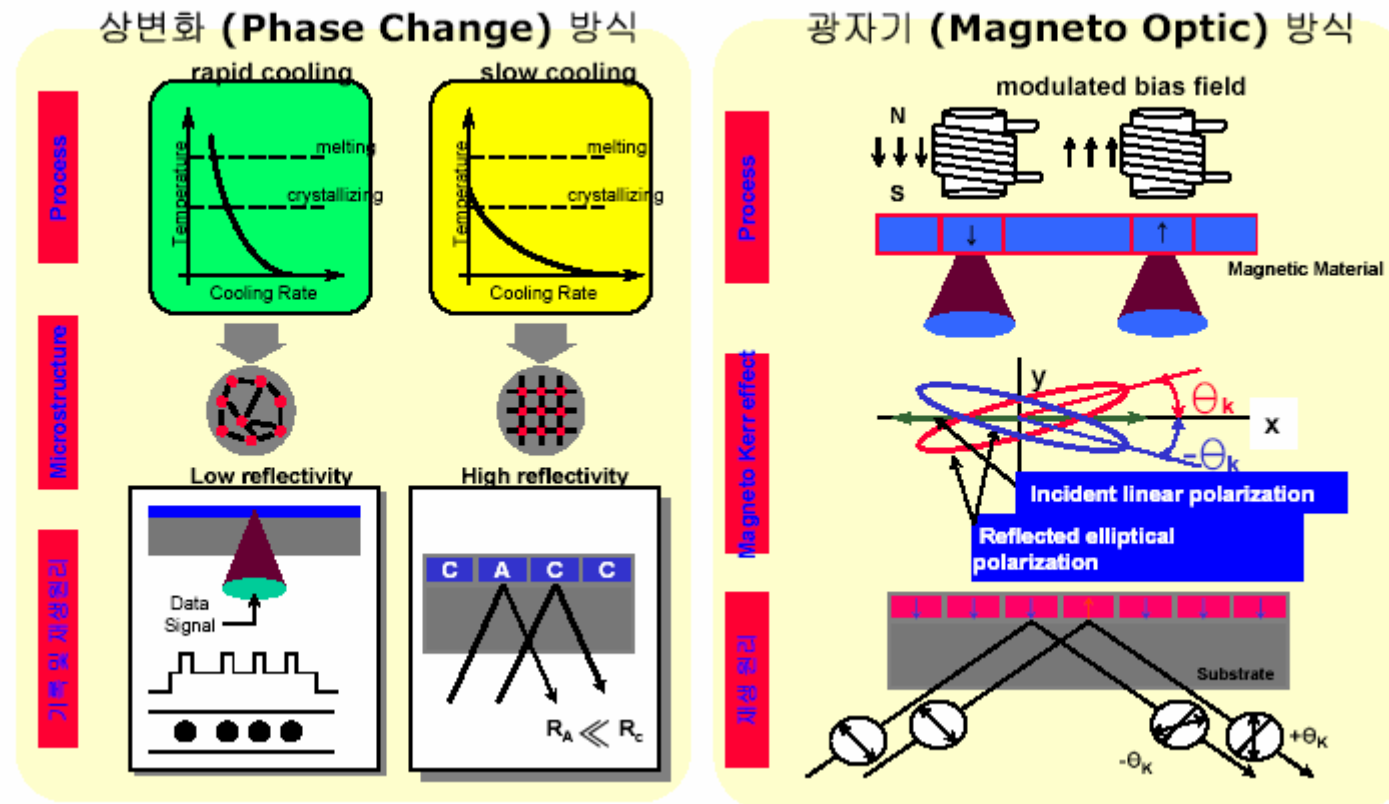 상변화 (Phase Change) 방식
rapid cooling
slow cooling
Process
Temperature
melting
crystallizing
Cooling Rate
Temperature
melting
crystallizing
Cooling Rate
Microstructure
Low reflectivity
High reflectivity
기록 및 재생원리
Data
Signal
C A C C
R_A ≪ R_c
광자기 (Magneto Optic) 방식
modulated bias field
Process
N
S
↓ ↑
Magnetic Material
Magneto Kerr effect
y
x
θk
-θk
Incident linear polarization
Reflected elliptical
polarization
재생 원리
↓ ↓ ↓ ↑ ↓ ↓ ↓
Substrate
-θK
+θK